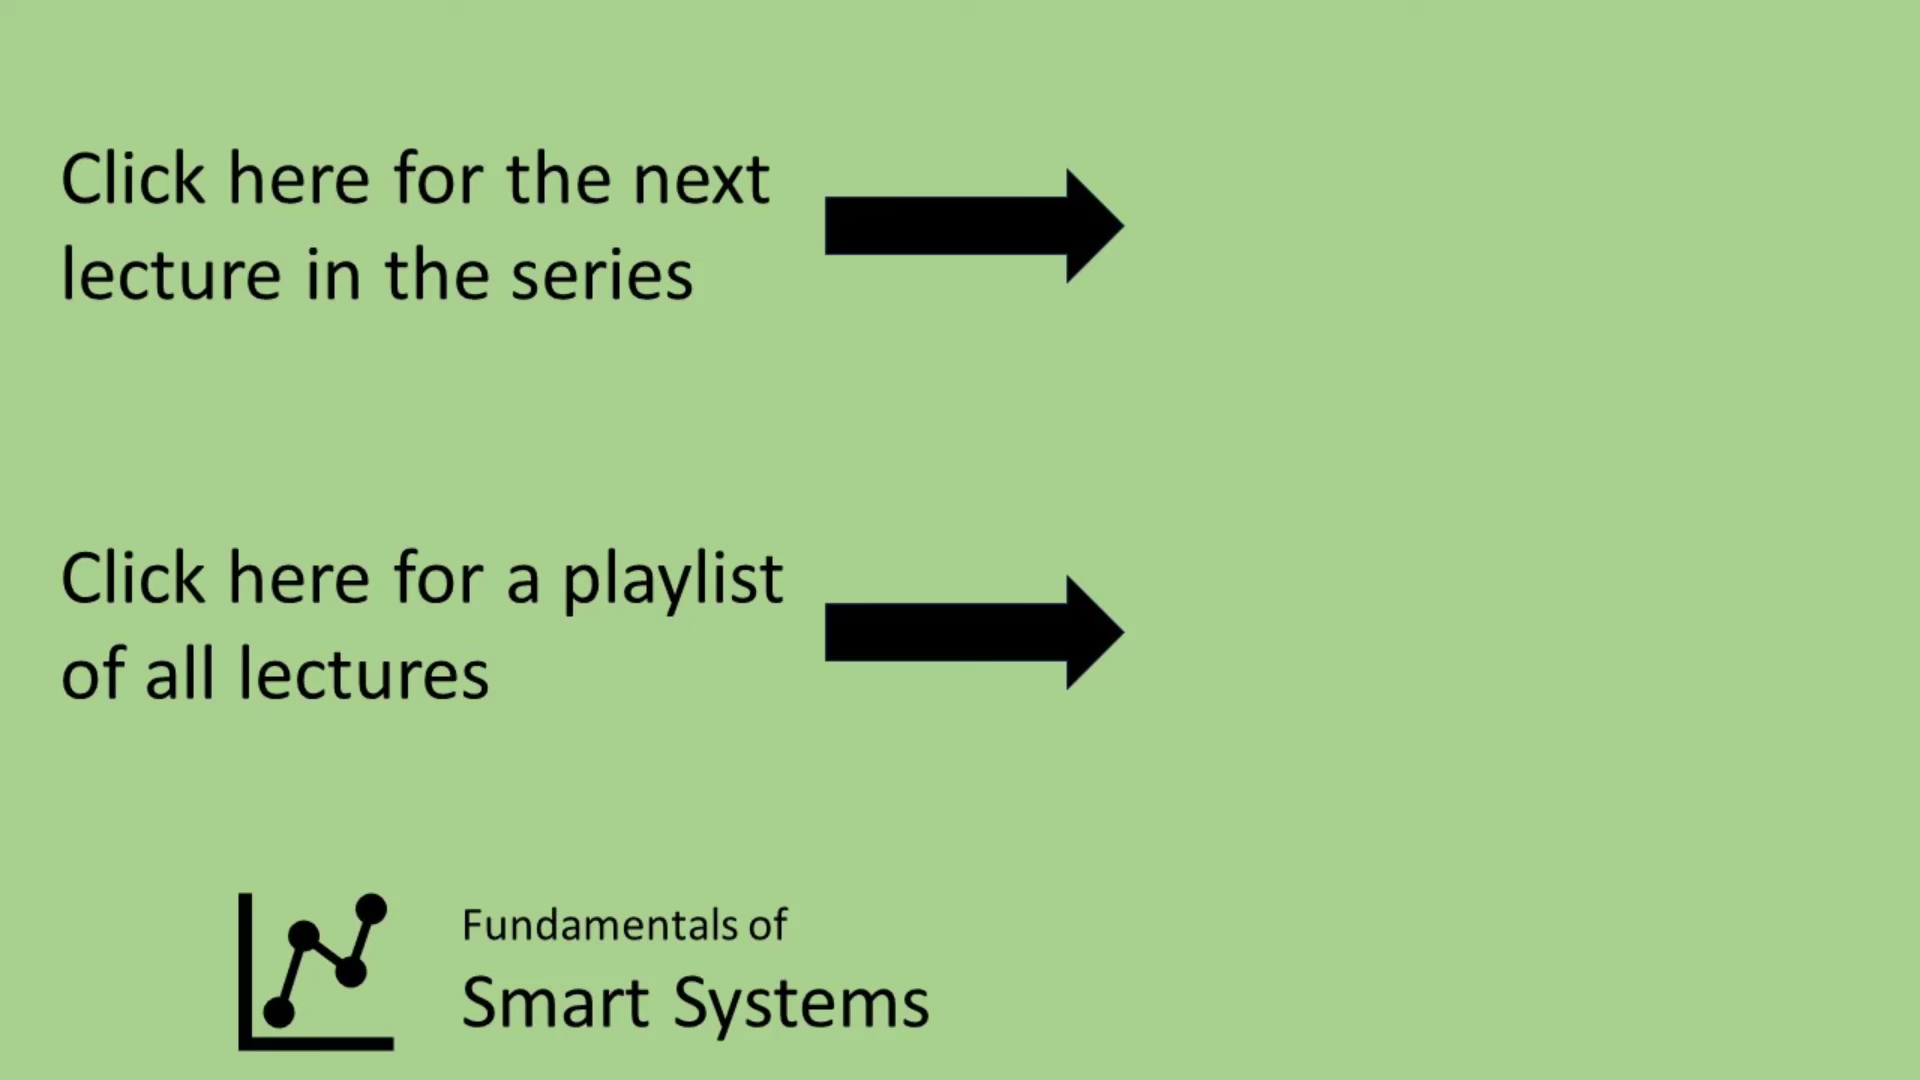 Click here for the next
lecture in the series
Click here for a playlist
of all lectures
Fundamentals of
Smart Systems